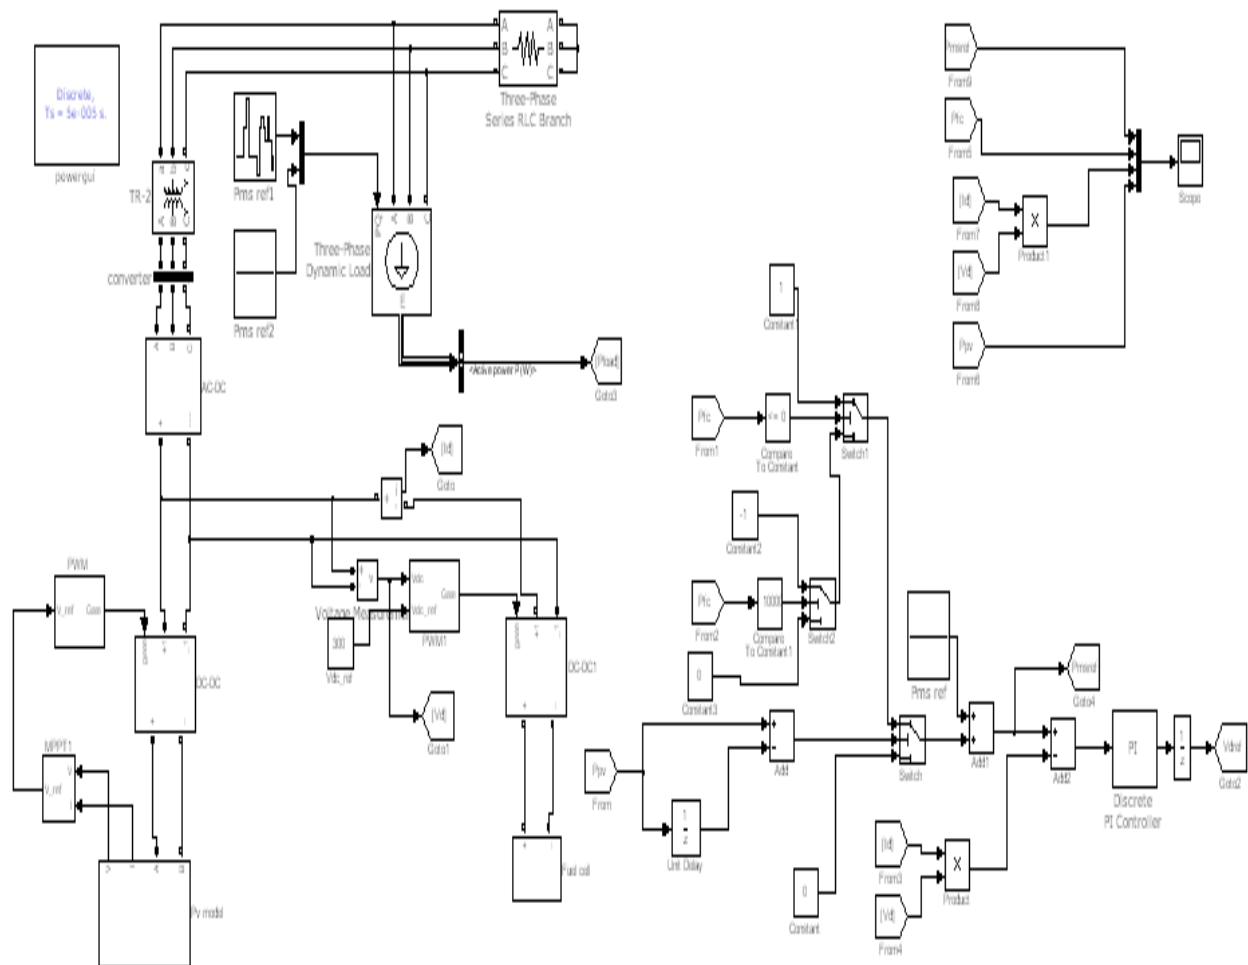 Discrete,
Ts = 5e-005 s.
powergui
A
B
C
A
B
C
Three-Phase
Series RLC Branch
TR-2
a
b
c
A
B
C
converter
Pms ref1
Pms ref2
PQ
A
B
C
m
Three-Phase
Dynamic Load
<Active power P (W)>
[Pload]
Goto3
A
B
C
+
AC-DC
[Id]
Goto
+
i
-
PWM
V_ref
Gate
DC-DC
MPPT1
V
V_ref
I
Pv model
Voltage Measurement
+
-
v
300
Vdc_ref
Vdc
Vdc_ref
Gate
PWM1
[Vd]
Goto1
DC-DC1
Fuel cell
From9
Pfc
From5
[Id]
From7
[Vd]
From8
X
Product1
Ppv
From6
Scope
1
Constant1
Pfc
From1
<= 0
Compare
To Constant
Switch1
-1
Constant2
Pfc
From2
Compare
To Constant1
Switch2
0
Constant3
Ppv
From
1
z
Unit Delay
+
-
Add
0
Constant
Switch
Pms ref
+
+
Add1
Pmsref
Goto4
+
-
Add2
[Id]
From3
[Vd]
From4
X
Product
PI
Discrete
PI Controller
1
z
Vdref
Goto2